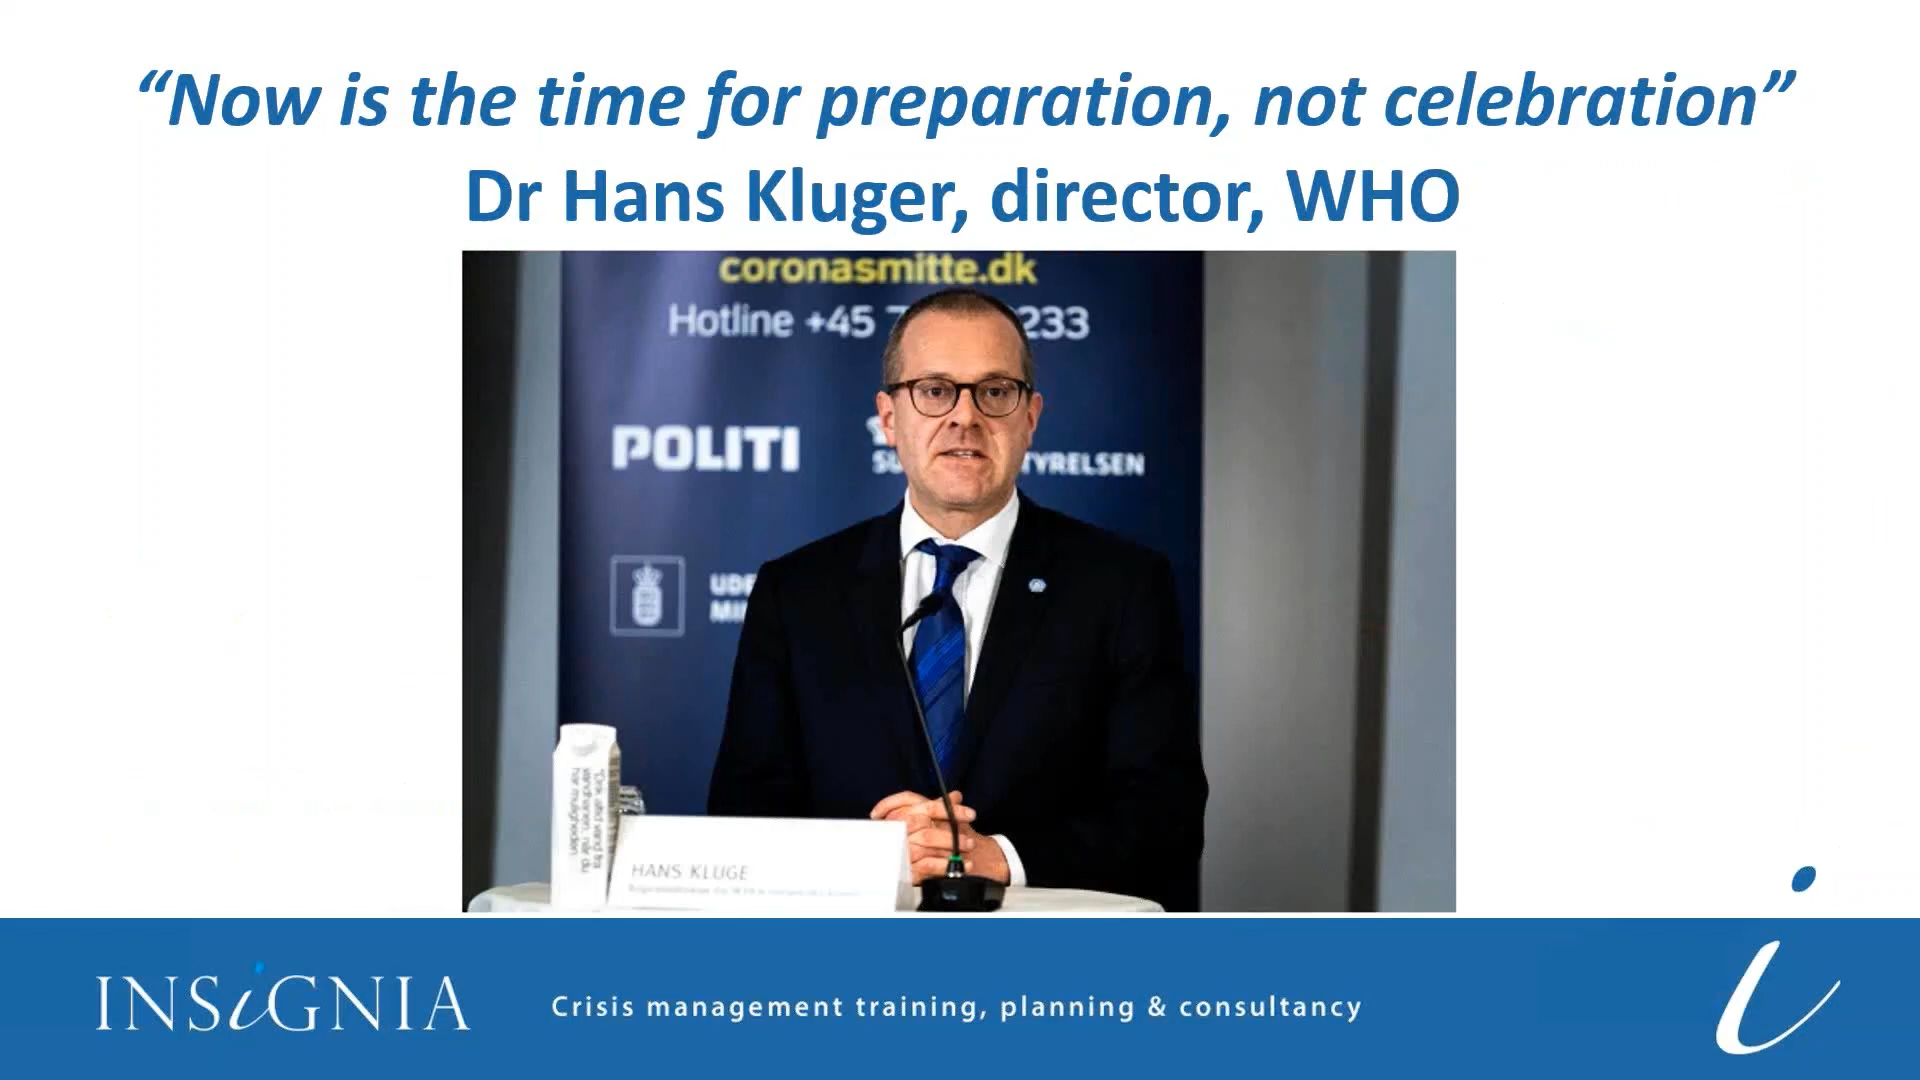 “Now is the time for preparation, not celebration”
Dr Hans Kluger, director, WHO
coronasmitte.dk
Hotline +45 233
POLITI
TYRELSEN
HANS KLUGE
INSiGNIA
Crisis management training, planning & consultancy
i